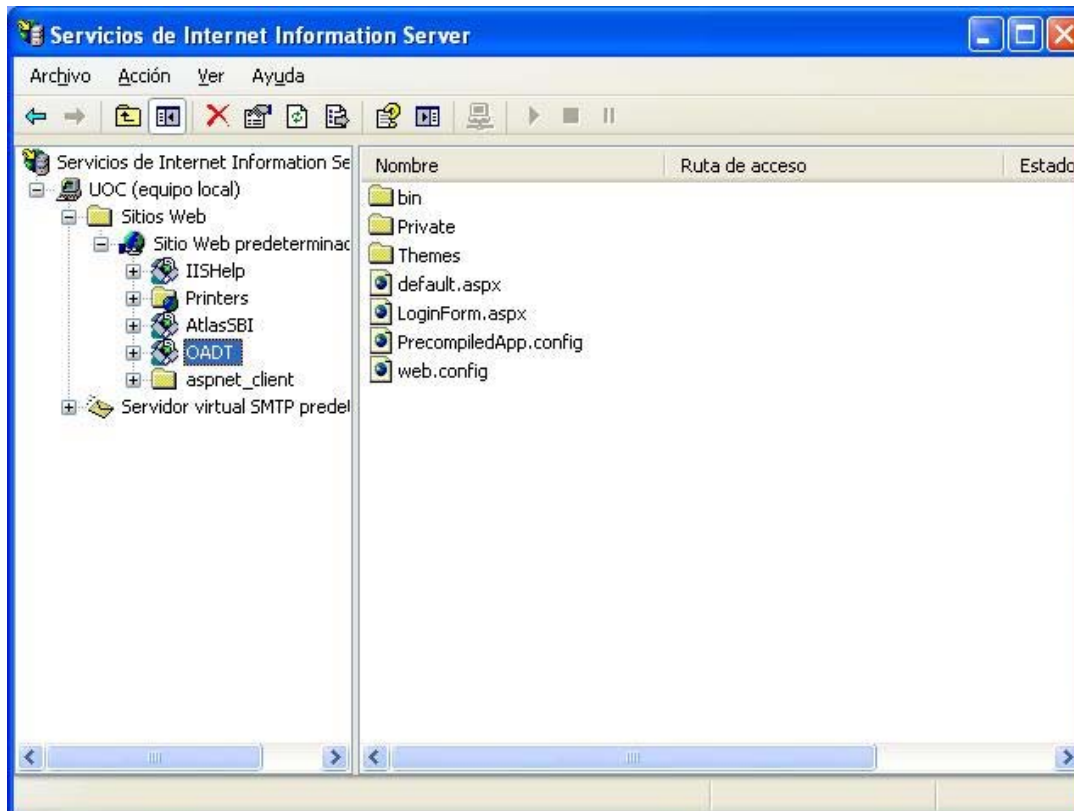 Servicios de Internet Information Server
Archivo Acción Ver Ayuda
Servicios de Internet Information Se
UOC (equipo local)
Sitios Web
Sitio Web predeterminac
IISHelp
Printers
AtlasSBI
OADT
aspnet_client
Servidor virtual SMTP predet
Nombre Ruta de acceso Estado
bin
Private
Themes
default.aspx
LoginForm.aspx
PrecompiledApp.config
web.config